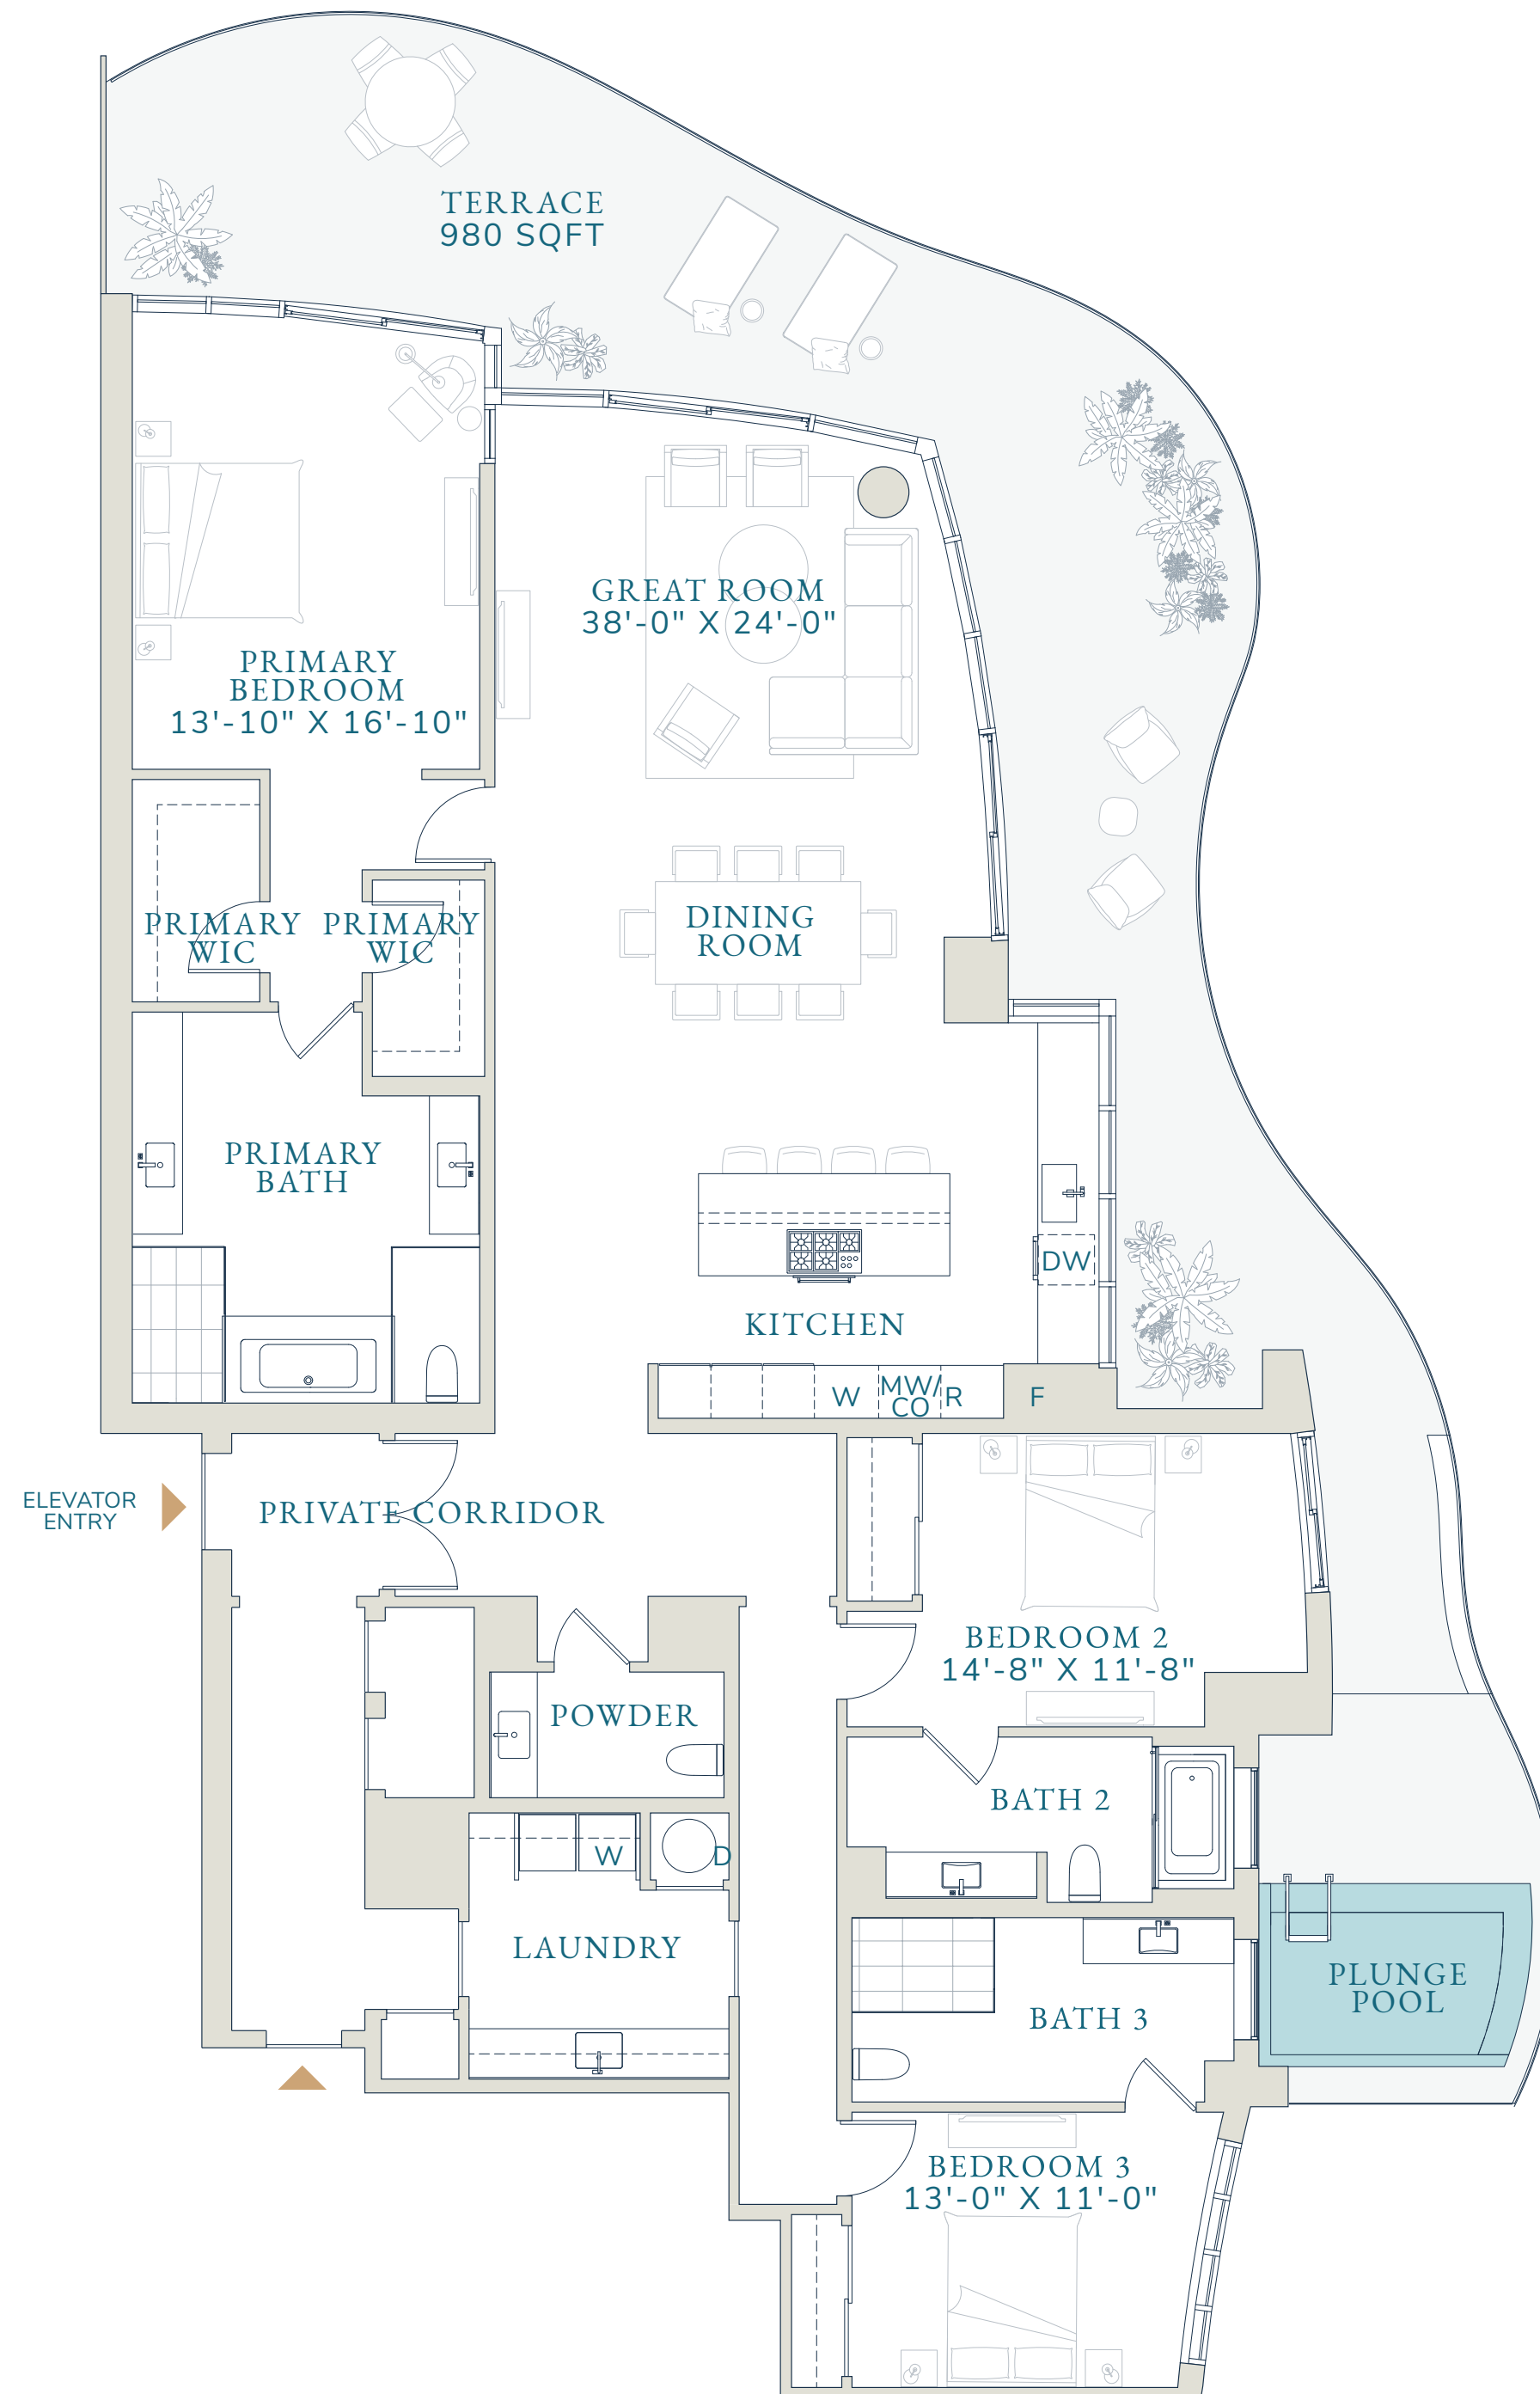 TERRACE
980 SQFT
GREAT ROOM
38'-0" X 24'-0"
PRIMARY
BEDROOM
13'-10" X 16'-10"
PRIMARY
WIC
PRIMARY
WIC
DINING
ROOM
PRIMARY
BATH
DW
KITCHEN
W
MW/
CO
R
F
ELEVATOR
ENTRY
PRIVATE CORRIDOR
BEDROOM 2
14'-8" X 11'-8"
POWDER
BATH 2
W
D
LAUNDRY
PLUNGE
POOL
BATH 3
BEDROOM 3
13'-0" X 11'-0"